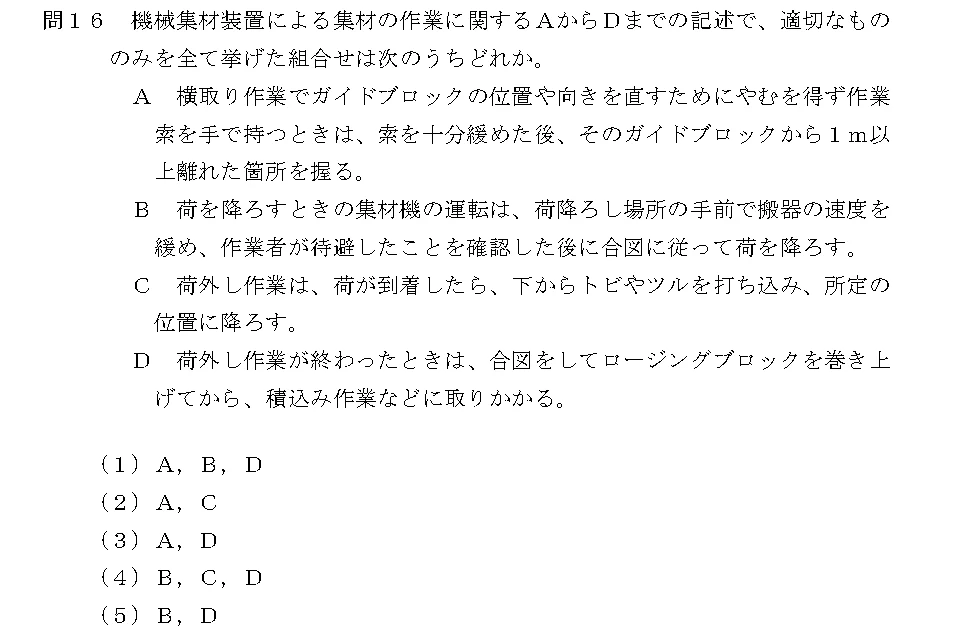 問１６　機械集材装置による集材の作業に関するＡからＤまでの記述で、適切なもの
のみを全て挙げた組合せは次のうちどれか。
Ａ　横取り作業でガイドブロックの位置や向きを直すためにやむを得ず作業
索を手で持つときは、索を十分緩めた後、そのガイドブロックから１ｍ以
上離れた箇所を握る。
Ｂ　荷を降ろすときの集材機の運転は、荷降ろし場所の手前で搬器の速度を
緩め、作業者が待避したことを確認した後に合図に従って荷を降ろす。
Ｃ　荷外し作業は、荷が到着したら、下からトビやツルを打ち込み、所定の
位置に降ろす。
Ｄ　荷外し作業が終わったときは、合図をしてロージングブロックを巻き上
げてから、積込み作業などに取りかかる。
（１）Ａ，Ｂ，Ｄ
（２）Ａ，Ｃ
（３）Ａ，Ｄ
（４）Ｂ，Ｃ，Ｄ
（５）Ｂ，Ｄ